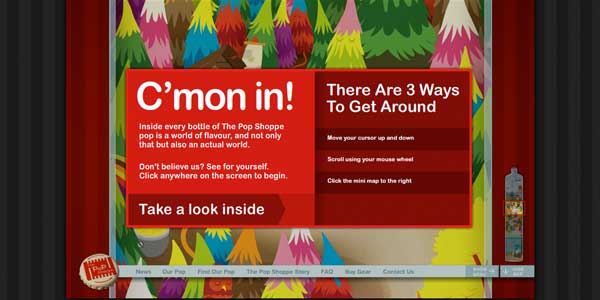 C'mon in!
Inside every bottle of The Pop Shoppe
pop is a world of flavour, and not only
that but also an actual world.
Don't believe us? See for yourself.
Click anywhere on the screen to begin.
Take a look inside
There Are 3 Ways
To Get Around
Move your cursor up and down
Scroll using your mouse wheel
Click the mini map to the right
News Our Pop Find Our Pop The Pop Shoppe Story FAQ Buy Gear Contact Us